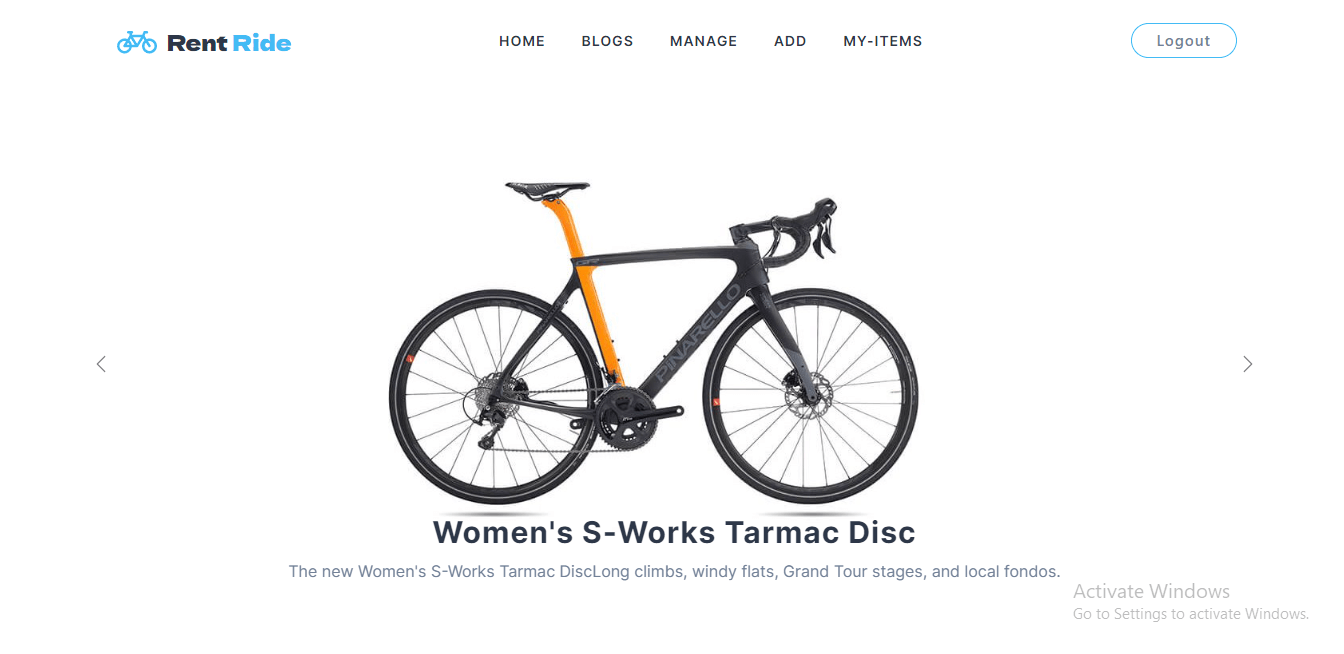 Rent Ride
HOME BLOGS MANAGE ADD MY-ITEMS
Logout
GR
PINARELLO
Women's S-Works Tarmac Disc
The new Women's S-Works Tarmac DiscLong climbs, windy flats, Grand Tour stages, and local fondos.
Activate Windows
Go to Settings to activate Windows.